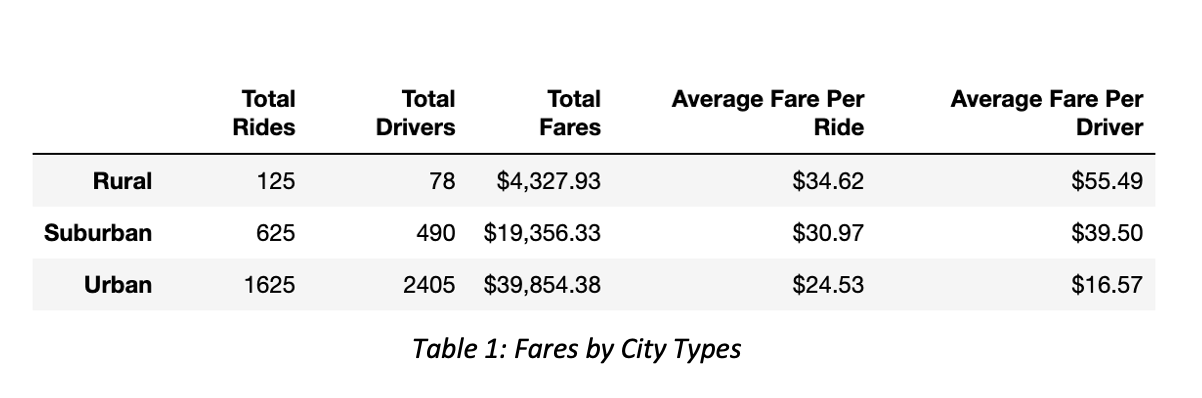 Total Rides Total Drivers Total Fares Average Fare Per Ride Average Fare Per Driver
Rural 125 78 $4,327.93 $34.62 $55.49
Suburban 625 490 $19,356.33 $30.97 $39.50
Urban 1625 2405 $39,854.38 $24.53 $16.57
Table 1: Fares by City Types